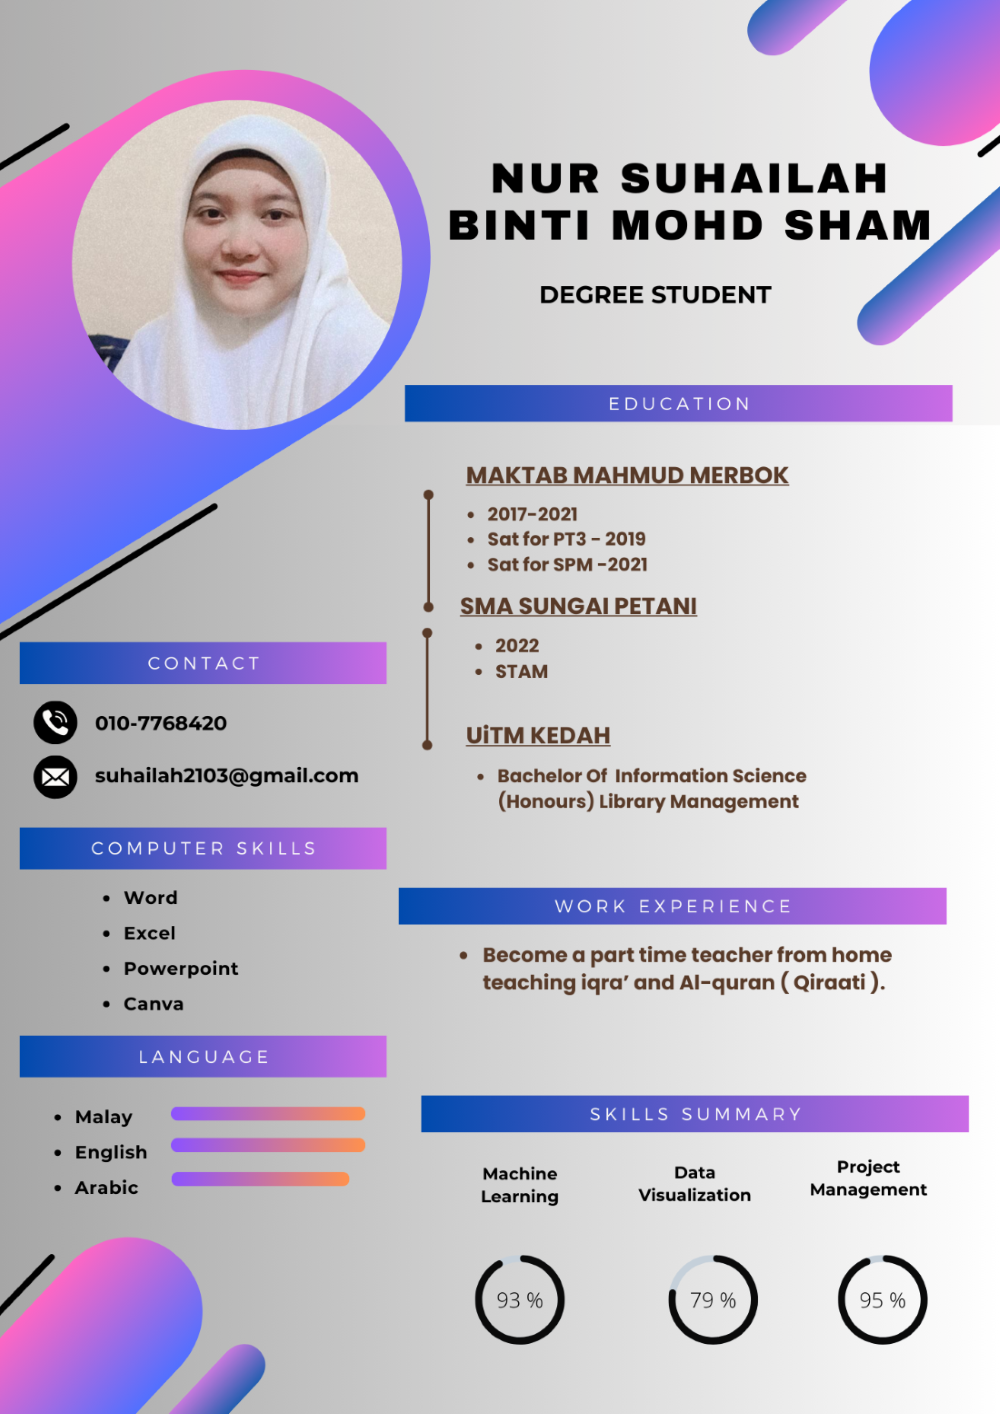 NUR SUHAILAH
BINTI MOHD SHAM
DEGREE STUDENT
EDUCATION
MAKTAB MAHMUD MERBOK
• 2017-2021
• Sat for PT3 - 2019
• Sat for SPM -2021
SMA SUNGAI PETANI
• 2022
• STAM
UiTM KEDAH
• Bachelor Of Information Science
(Honours) Library Management
CONTACT
010-7768420
suhailah2103@gmail.com
COMPUTER SKILLS
• Word
• Excel
• Powerpoint
• Canva
LANGUAGE
• Malay
• English
• Arabic
WORK EXPERIENCE
• Become a part time teacher from home
teaching iqra’ and Al-quran ( Qiraati ).
SKILLS SUMMARY
Machine
Learning
93 %
Data
Visualization
79 %
Project
Management
95 %